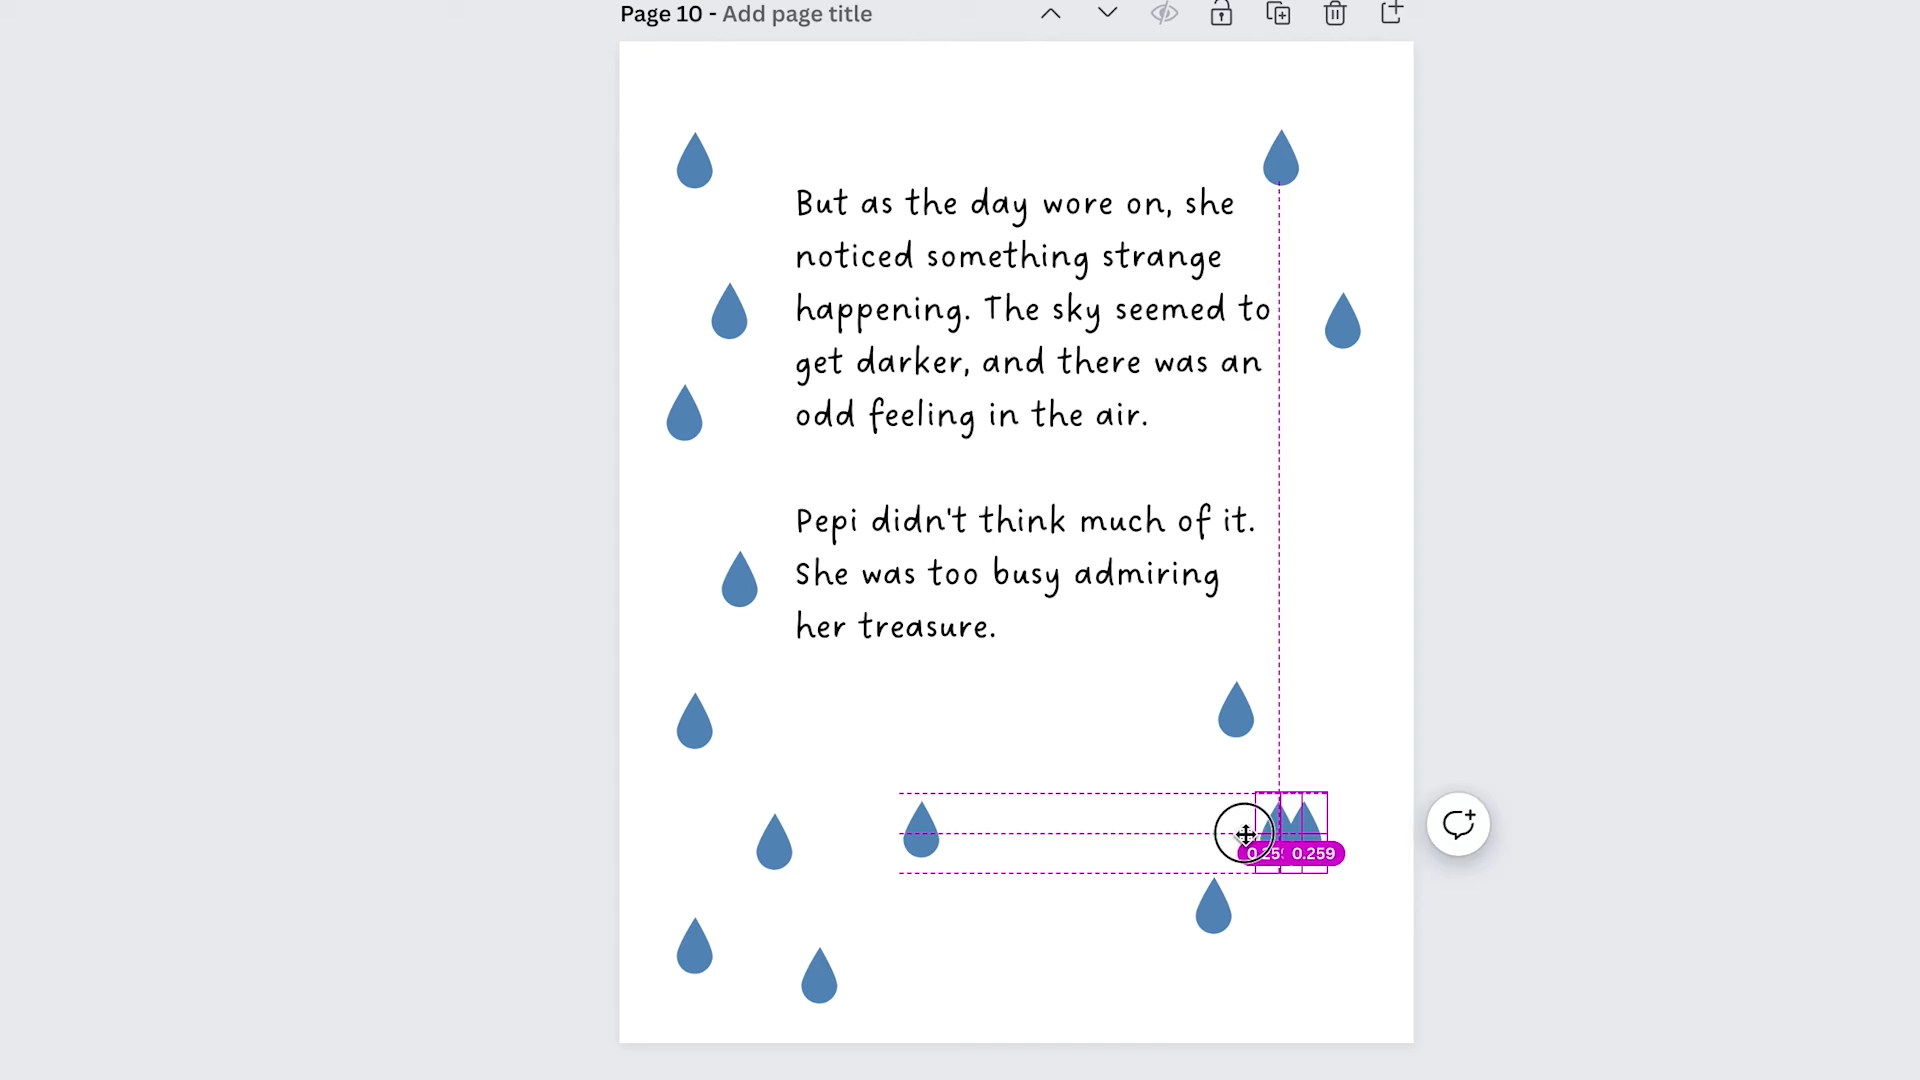 Page 10 - Add page title
But as the day wore on, she
noticed something strange
happening. The sky seemed to
get darker, and there was an
odd feeling in the air.
Pepi didn't think much of it.
She was too busy admiring
her treasure.
0.259